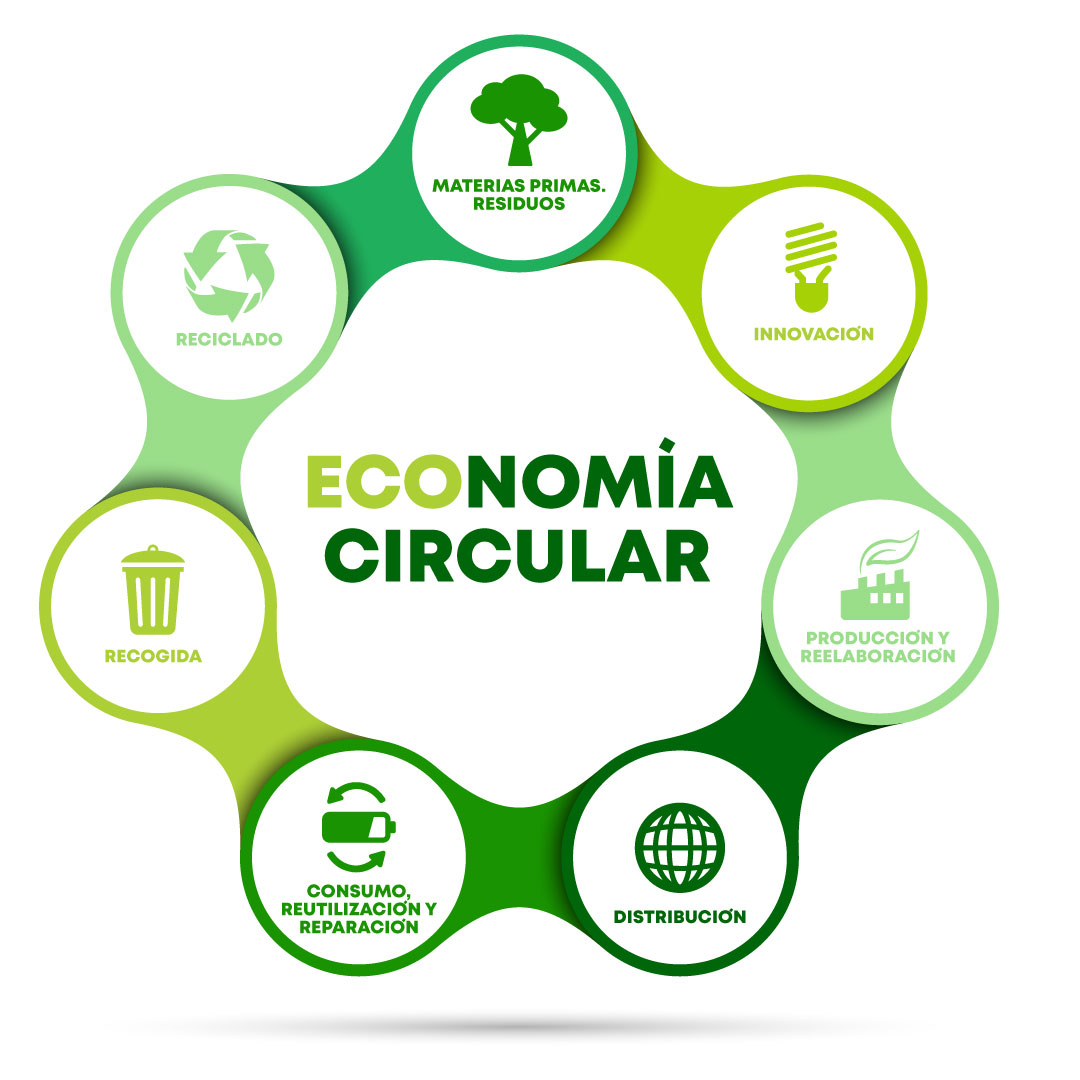 MATERIAS PRIMAS.
RESIDUOS
INNOVACIÓN
PRODUCCIÓN Y
REELABORACIÓN
DISTRIBUCIÓN
CONSUMO,
REUTILIZACIÓN Y
REPARACIÓN
RECOGIDA
RECICLADO
ECONOMÍA
CIRCULAR